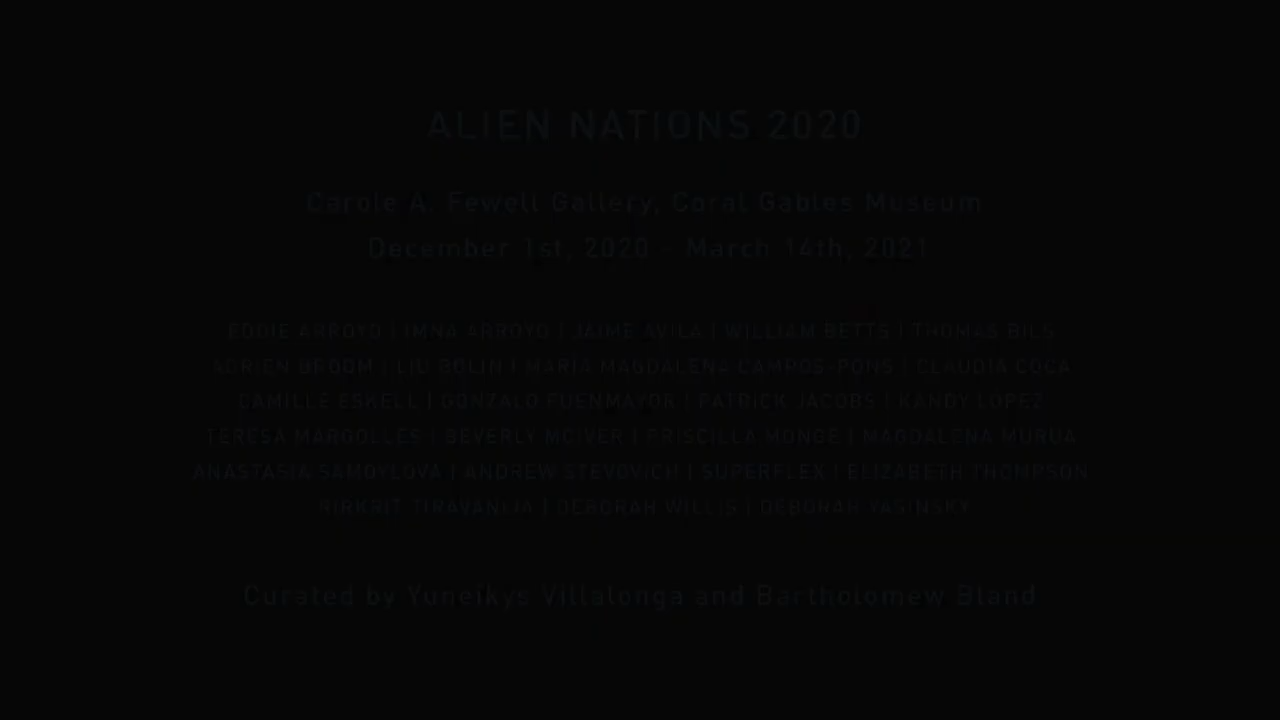 ALIEN NATIONS 2020
Carole A. Fewell Gallery, Coral Gables Museum
December 1st, 2020 - March 14th, 2021
EDDIE ARROYO | IMNA ARROYO | JAIME AVILA | WILLIAM BETTS | THOMAS BILS
ADRIEN BROOM | LIU BOLIN | MARÍA MAGDALENA CAMPOS-PONS | CLAUDIA COCA
CAMILLE ESKELL | GONZALO FUENMAYOR | PATRICK JACOBS | KANDY LOPEZ
TERESA MARGOLLES | BEVERLY MCIVER | PRISCILLA MONGE | MAGDALENA MURUA
ANASTASIA SAMOYLOVA | ANDREW STEVOVICH | SUPERFLEX | ELIZABETH THOMPSON
RIRKRIT TIRAVANIJA | DEBORAH WILLIS | DEBORAH YASINSKY
Curated by Yuneikys Villalonga and Bartholomew Bland